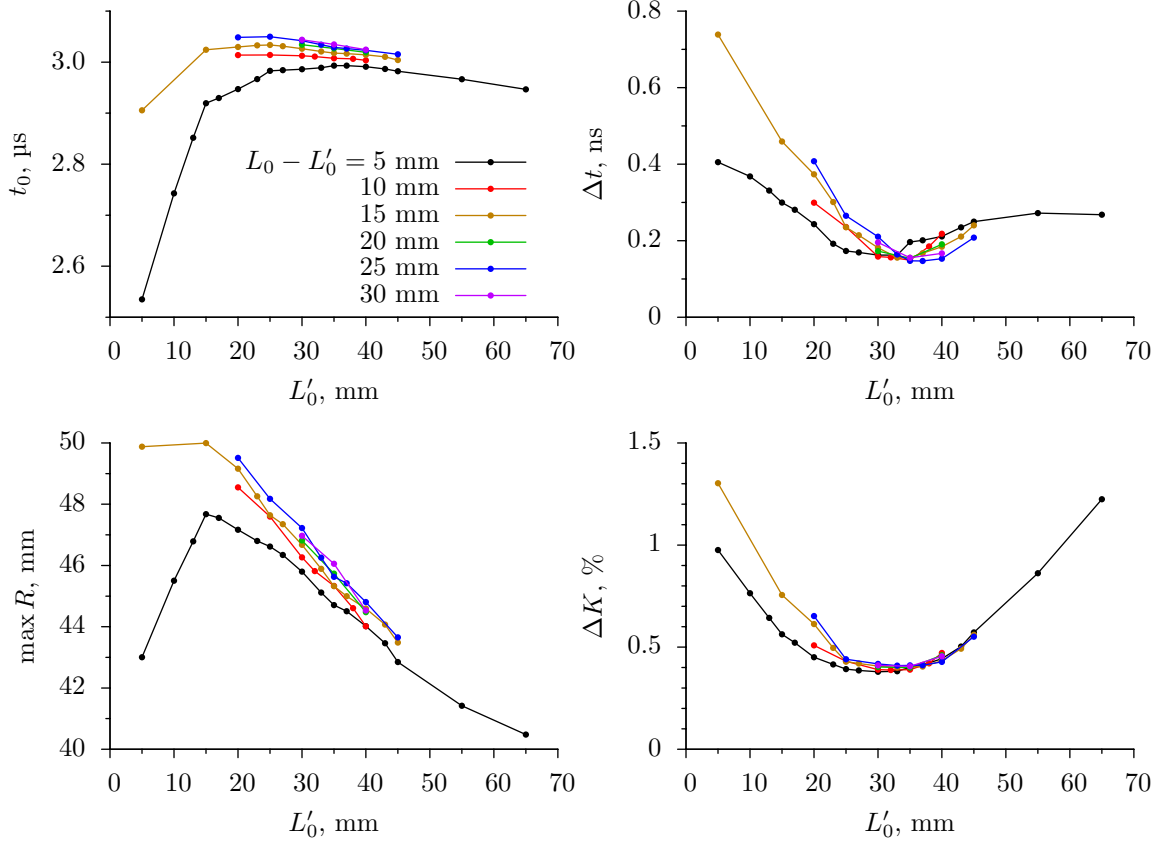 3.0
2.8
2.6
t₀, µs
L₀ − L′₀ = 5 mm
10 mm
15 mm
20 mm
25 mm
30 mm
0 10 20 30 40 50 60 70
L′₀, mm
0.8
0.6
0.4
0.2
0
Δt, ns
0 10 20 30 40 50 60 70
L′₀, mm
50
48
46
44
42
40
max R, mm
0 10 20 30 40 50 60 70
L′₀, mm
1.5
1
0.5
0
ΔK, %
0 10 20 30 40 50 60 70
L′₀, mm